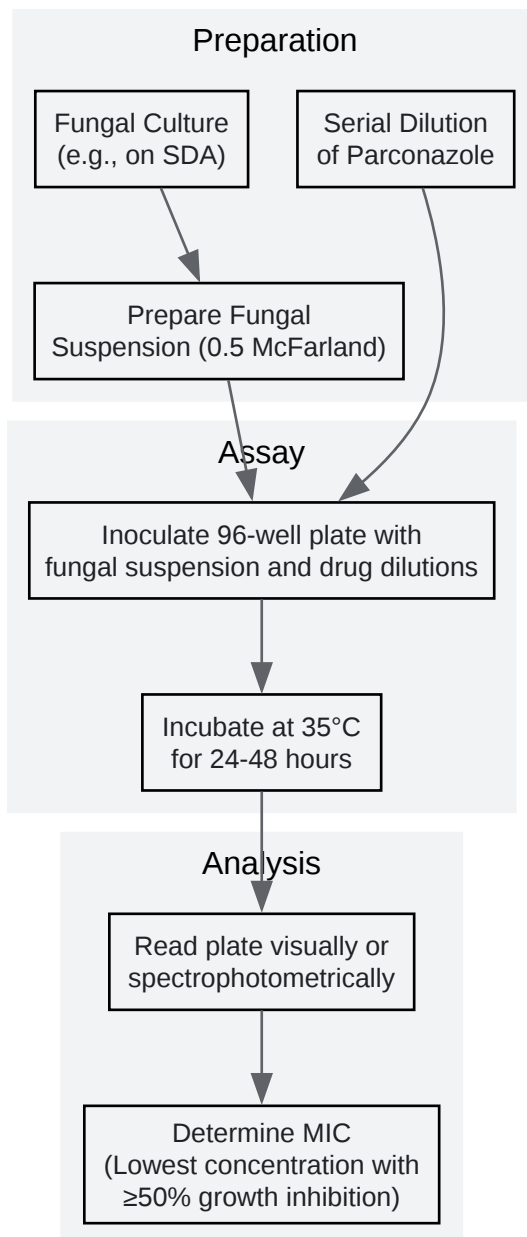 Preparation
Fungal Culture
(e.g., on SDA)
Serial Dilution
of Parconazole
Prepare Fungal
Suspension (0.5 McFarland)
Assay
Inoculate 96-well plate with
fungal suspension and drug dilutions
Incubate at 35°C
for 24-48 hours
Analysis
Read plate visually or
spectrophotometrically
Determine MIC
(Lowest concentration with
≥50% growth inhibition)